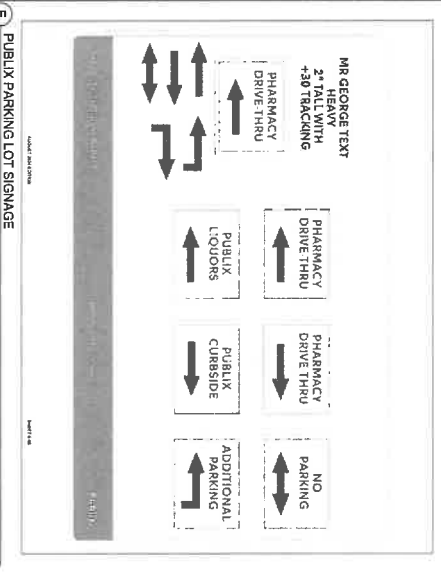 MR GEORGE TEXT
HEAVY
2" TALL WITH
+30 TRACKING
PHARMACY
DRIVE-THRU
PHARMACY
DRIVE THRU
PHARMACY
DRIVE THRU
NO
PARKING
PUBLIX
LIQUORS
PUBLIX
CURBSIDE
ADDITIONAL
PARKING
PUBLIX PARKING LOT SIGNAGE